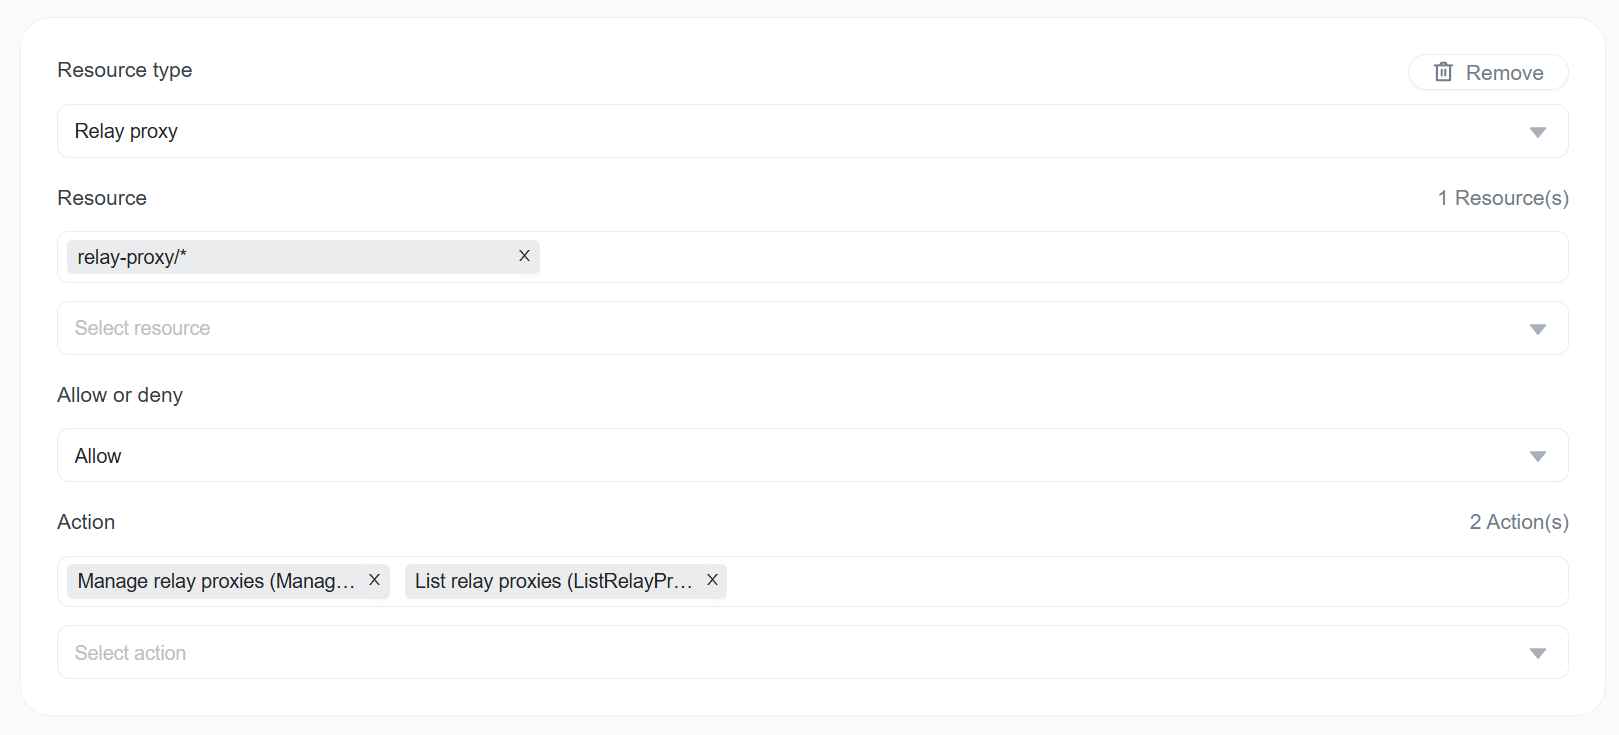 Resource type
Remove
Relay proxy
Resource
1 Resource(s)
relay-proxy/*
Select resource
Allow or deny
Allow
Action
2 Action(s)
Manage relay proxies (Manag... List relay proxies (ListRelayPr...
Select action